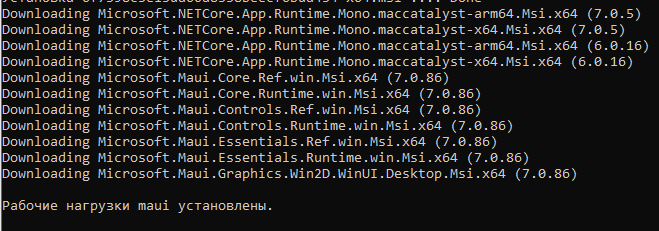 Downloading Microsoft.NETCore.App.Runtime.Mono.maccatalyst-arm64.Msi.x64 (7.0.5)
Downloading Microsoft.NETCore.App.Runtime.Mono.maccatalyst-x64.Msi.x64 (7.0.5)
Downloading Microsoft.NETCore.App.Runtime.Mono.maccatalyst-arm64.Msi.x64 (6.0.16)
Downloading Microsoft.NETCore.App.Runtime.Mono.maccatalyst-x64.Msi.x64 (6.0.16)
Downloading Microsoft.Maui.Core.Ref.win.Msi.x64 (7.0.86)
Downloading Microsoft.Maui.Core.Runtime.win.Msi.x64 (7.0.86)
Downloading Microsoft.Maui.Controls.Ref.win.Msi.x64 (7.0.86)
Downloading Microsoft.Maui.Controls.Runtime.win.Msi.x64 (7.0.86)
Downloading Microsoft.Maui.Essentials.Ref.win.Msi.x64 (7.0.86)
Downloading Microsoft.Maui.Essentials.Runtime.win.Msi.x64 (7.0.86)
Downloading Microsoft.Maui.Graphics.Win2D.WinUI.Desktop.Msi.x64 (7.0.86)
Рабочие нагрузки maui установлены.